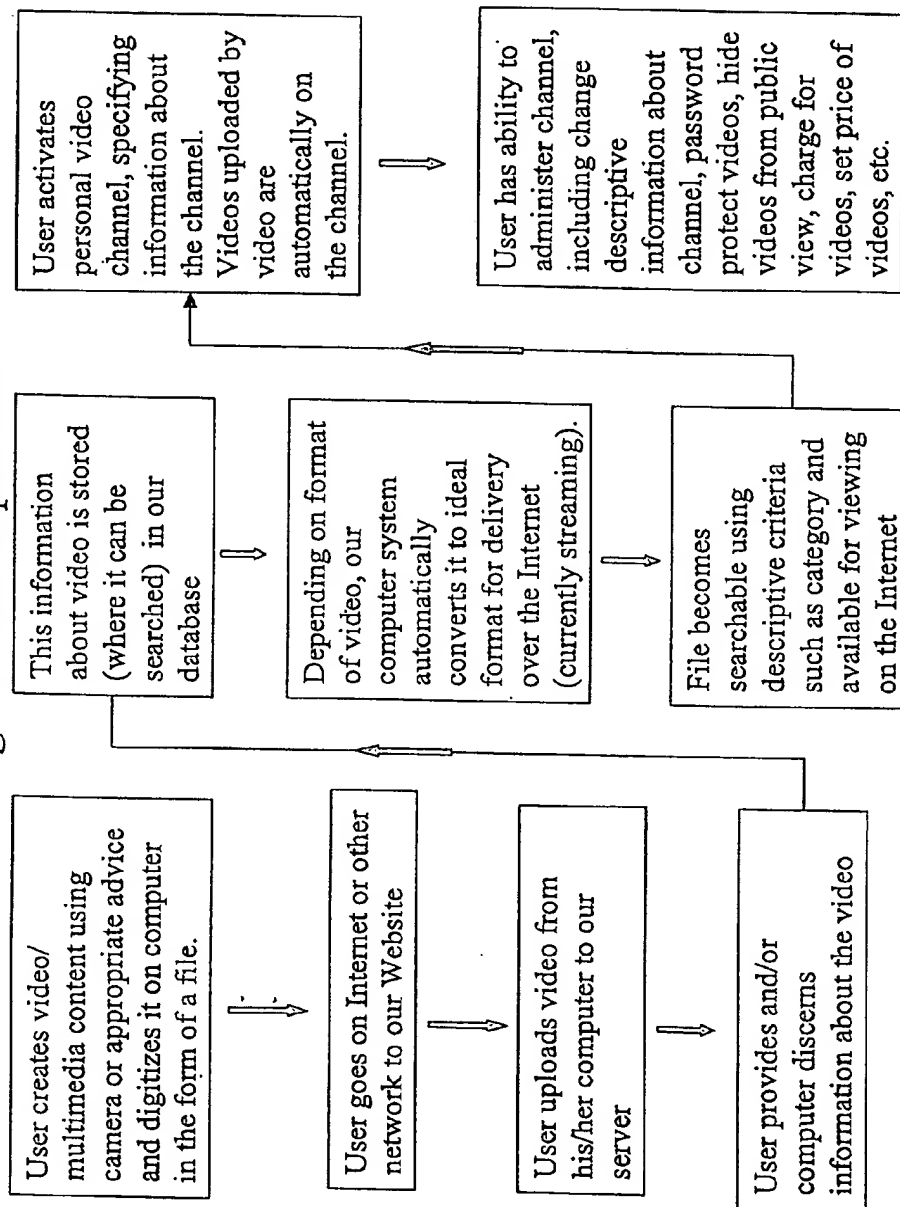 User creates video/
multimedia content using
camera or appropriate advice
and digitizes it on computer
in the form of a file.
User goes on Internet or other
network to our Website
User uploads video from
his/her computer to our
server
User provides and/or
computer discerns
information about the video
This information
about video is stored
(where it can be
searched) in our
database
Depending on format
of video, our
computer system
automatically
converts it to ideal
format for delivery
over the Internet
(currently streaming).
File becomes
searchable using
descriptive criteria
such as category and
available for viewing
on the Internet
User activates
personal video
channel, specifying
information about
the channel.
Videos uploaded by
video are
automatically on
the channel.
User has ability to
administer channel,
including change
descriptive
information about
channel, password
protect videos, hide
videos from public
view, charge for
videos, set price of
videos, etc.